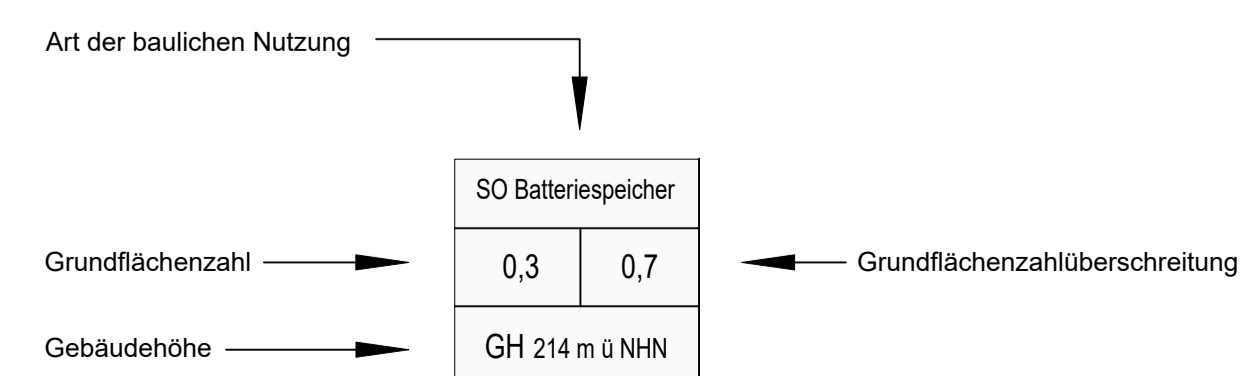 Art der baulichen Nutzung
SO Batteriespeicher
Grundflächenzahl
0,3
0,7
Grundflächenzahlüberschreitung
Gebäudehöhe
GH 214 m ü NHN